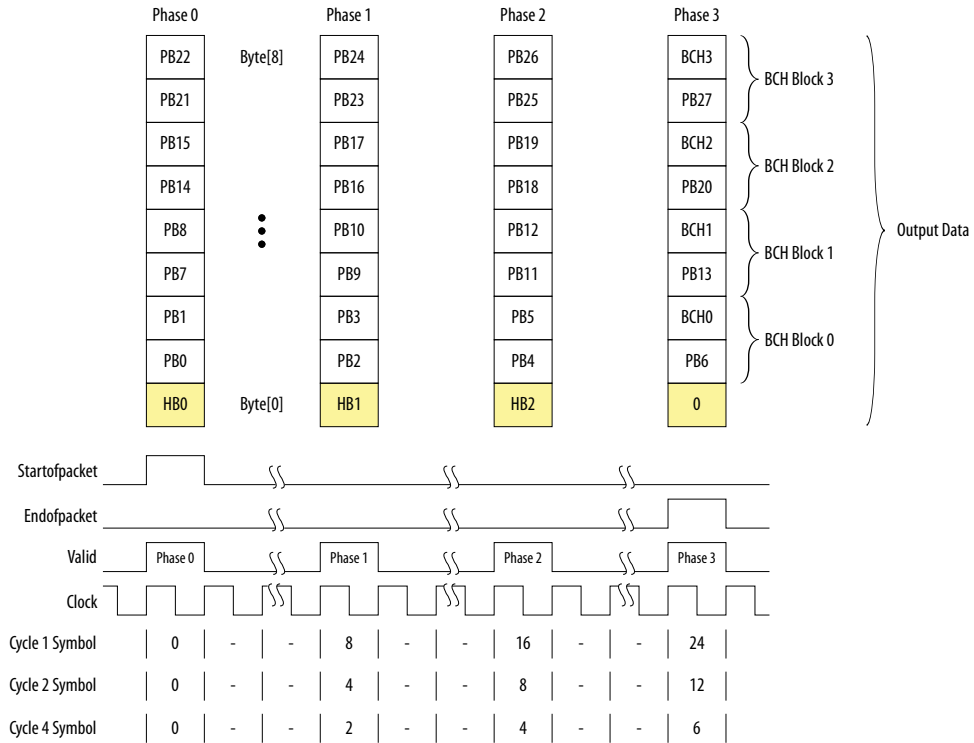 Phase 0 Phase 1 Phase 2 Phase 3
PB22 Byte[8] PB24 PB26 BCH3
BCH Block 3
PB21 PB23 PB25 PB27
PB15 PB17 PB19 BCH2
BCH Block 2
PB14 PB16 PB18 PB20
PB8 PB10 PB12 BCH1 Output Data
BCH Block 1
PB7 PB9 PB11 PB13
PB1 PB3 PB5 BCH0
BCH Block 0
PB0 PB2 PB4 PB6
HB0 Byte[0] HB1 HB2 0
Startofpacket
Endofpacket
Valid Phase 0 Phase 1 Phase 2 Phase 3
Clock
Cycle 1 Symbol 0 - - 8 - - 16 - - 24
Cycle 2 Symbol 0 - - 4 - - 8 - - 12
Cycle 4 Symbol 0 - - 2 - - 4 - - 6